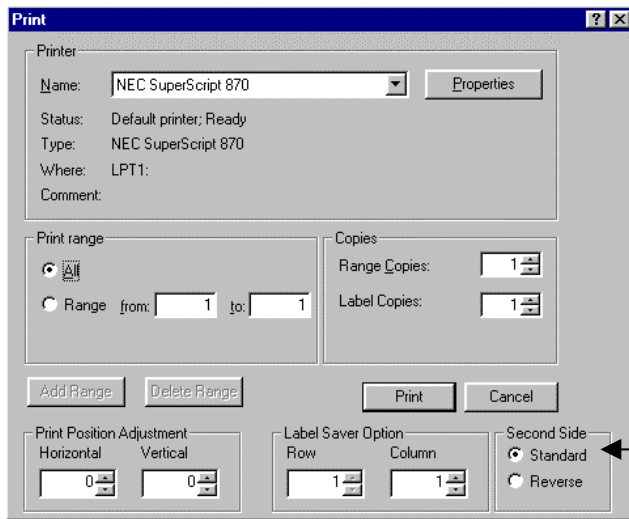 Print
Printer
Name: NEC SuperScript 870 Properties
Status: Default printer; Ready
Type: NEC SuperScript 870
Where: LPT1:
Comment:
Print range
All
Range from: 1 to: 1
Copies
Range Copies: 1
Label Copies: 1
Add Range Delete Range Print Cancel
Print Position Adjustment
Horizontal Vertical
0 0
Label Saver Option
Row Column
1 1
Second Side
Standard
Reverse